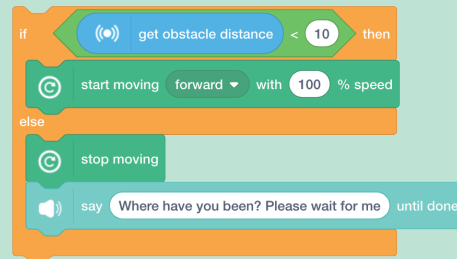 if get obstacle distance < 10 then
start moving forward with 100 % speed
else
stop moving
say Where have you been? Please wait for me until done